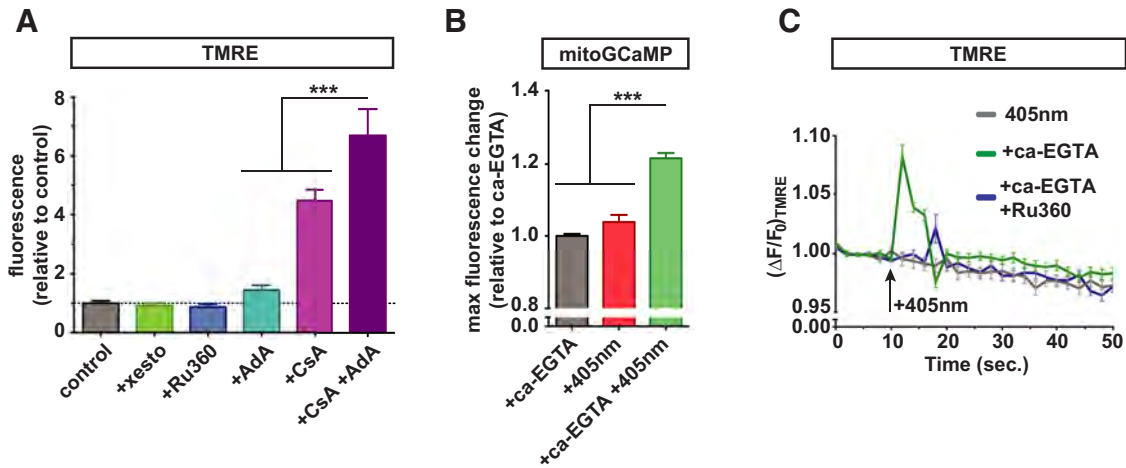 A
TMRE
fluorescence
(relative to control)
8
6
4
2
1
0
***
control
+xesto
+Ru360
+AdA
+CsA
+CsA +AdA
B
mitoGCaMP
max fluorescence change
(relative to ca-EGTA)
1.4
1.2
1.0
0.8
0.0
***
+ca-EGTA
+405nm
+ca-EGTA +405nm
C
TMRE
(ΔF/F0)TMRE
1.10
1.05
1.00
0.95
0.00
405nm
+ca-EGTA
+ca-EGTA
+Ru360
+405nm
0 10 20 30 40 50
Time (sec.)